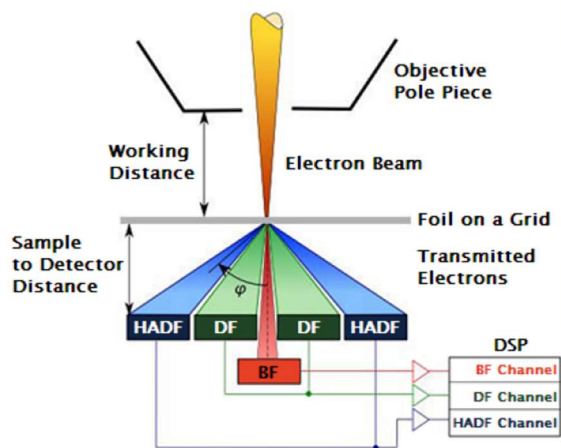 Objective
Pole Piece
Working
Distance
Electron Beam
Foil on a Grid
Sample
to Detector
Distance
Transmitted
Electrons
φ
HADF
DF
DF
HADF
BF
DSP
BF Channel
DF Channel
HADF Channel